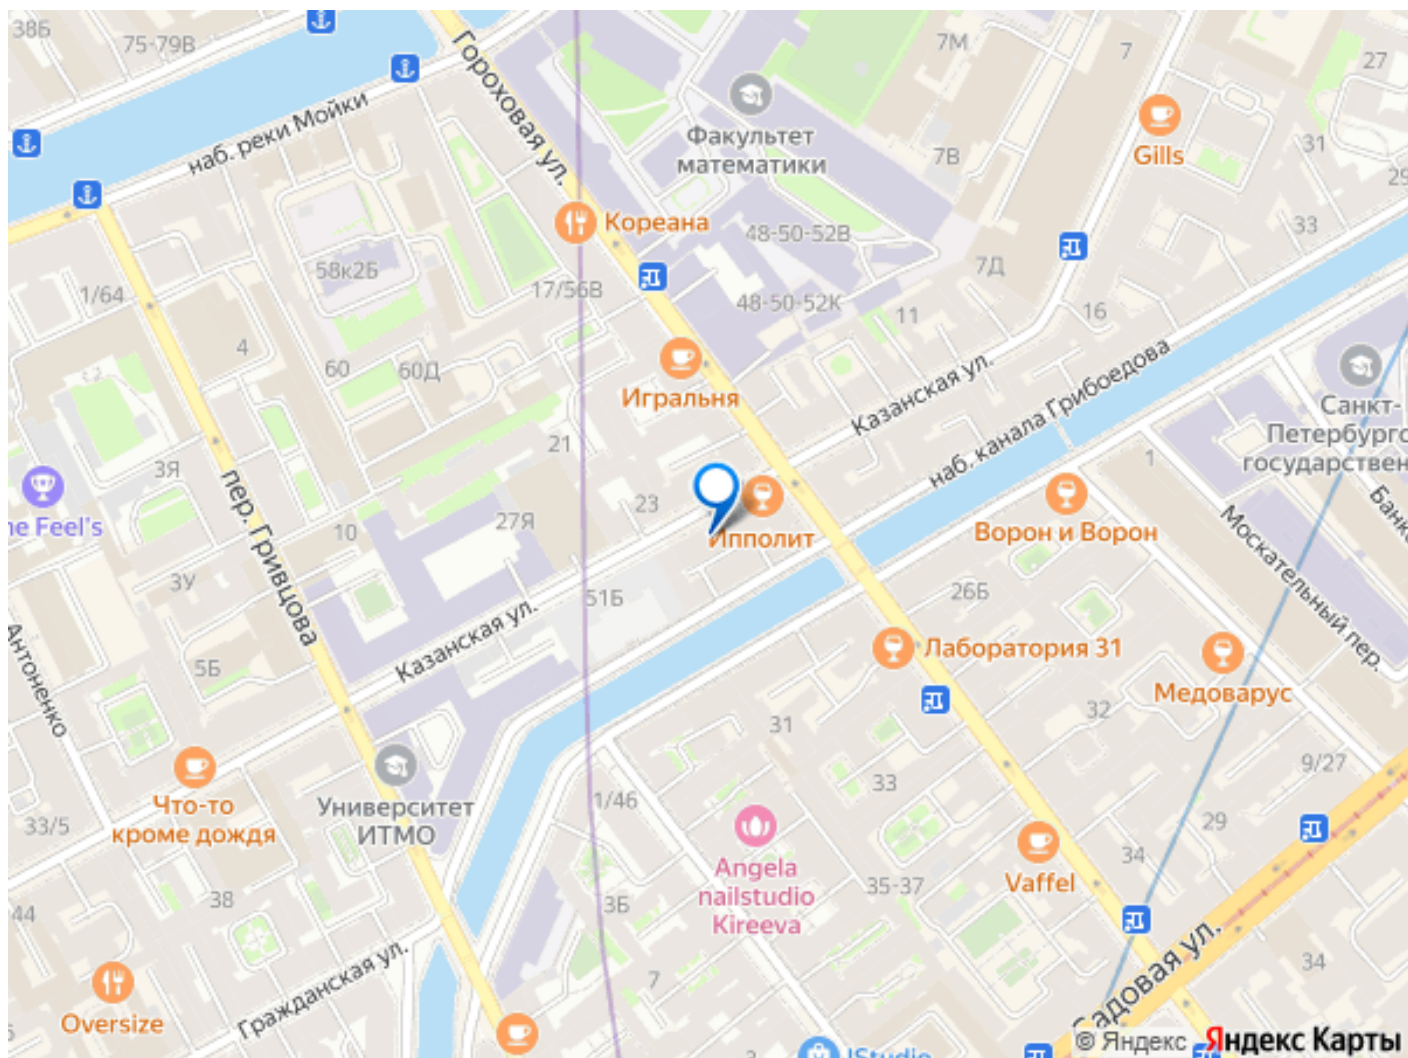 38Б
75-79В
Гороховая ул.
7М
7
27
наб. реки Мойки
Факультет
математики
7В
Gills
31
29
Кореана
48-50-52В
33
58к2Б
7Д
1/64
17/56В
48-50-52К
11
16
4
60
60Д
Игральня
Казанская ул.
наб. канала Грибоедова
Санкт-
Петербургс
государствен
21
3Я
пер. Гривцова
1
he Feel's
10
27Я
23
Ипполит
Ворон и Ворон
Москательный пер.
Банко
3У
51Б
26Б
Антоненко
Казанская ул.
5Б
Лаборатория 31
Медоварус
32
31
9/27
33
Что-то
кроме дождя
33/5
Университет
ИТМО
1/46
29
34
Angela
nailstudio
Kireeva
35-37
Vaffel
44
38
3Б
Гражданская ул.
7
Садовая ул.
34
Oversize
3
IStudio
© Яндекс Яндекс Карты